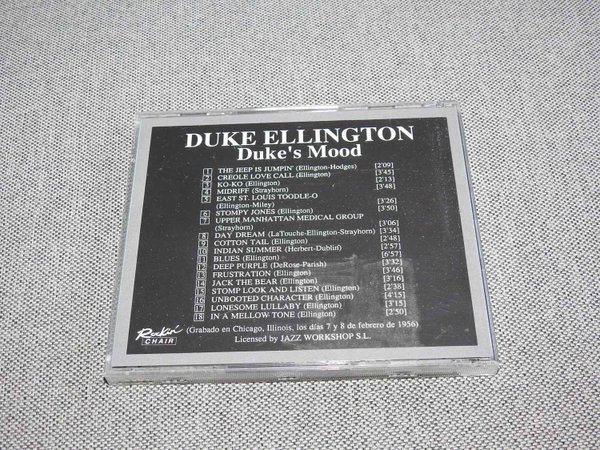 DUKE ELLINGTON
Duke's Mood
1 THE JEEP IS JUMPIN' (Ellington-Hodges) [2'09]
2 CREOLE LOVE CALL (Ellington) [3'45]
3 KO-KO (Ellington) [2'13]
4 MIDRIFF (Strayhorn) [3'48]
5 EAST ST. LOUIS TOODLE-O
(Ellington-Miley) [3'26]
6 STOMPY JONES (Ellington) [3'50]
7 UPPER MANHATTAN MEDICAL GROUP
(Strayhorn) [3'06]
8 DAY DREAM (LaTouche-Ellington-Strayhorn) [3'34]
9 COTTON TAIL (Ellington) [2'48]
10 INDIAN SUMMER (Herbert-Dublif) [2'57]
11 BLUES (Ellington) [6'57]
12 DEEP PURPLE (DeRose-Parish) [3'32]
13 FRUSTRATION (Ellington) [3'46]
14 JACK THE BEAR (Ellington) [3'16]
15 STOMP LOOK AND LISTEN (Ellington) [2'38]
16 UNBOOTED CHARACTER (Ellington) [4'15]
17 LONESOME LULLABY (Ellington) [3'15]
18 IN A MELLOW TONE (Ellington) [2'50]
(Grabado en Chicago, Illinois, los días 7 y 8 de febrero de 1956)
Licensed by JAZZ WORKSHOP S.L.
Rockin'
CHAIR